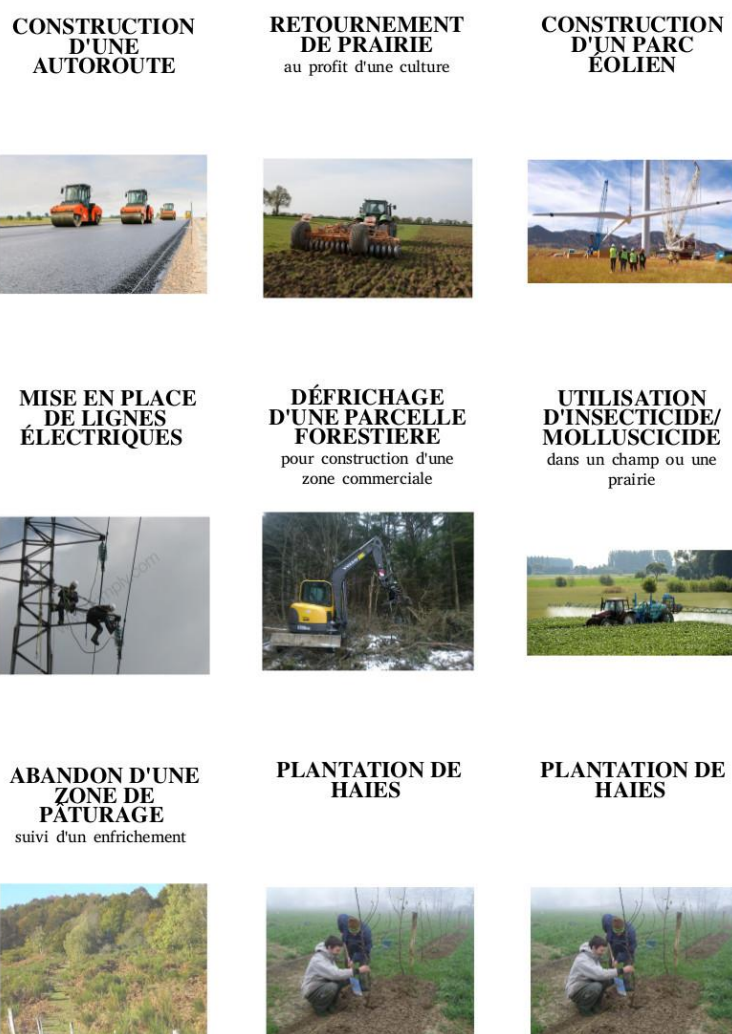 CONSTRUCTION
D'UNE
AUTOROUTE
RETOURNEMENT
DE PRAIRIE
au profit d'une culture
CONSTRUCTION
D'UN PARC
ÉOLIEN
MISE EN PLACE
DE LIGNES
ÉLECTRIQUES
DÉFRICHAGE
D'UNE PARCELLE
FORESTIERE
pour construction d'une
zone commerciale
UTILISATION
D'INSECTICIDE/
MOLLUSCICIDE
dans un champ ou une
prairie
ABANDON D'UNE
ZONE DE
PÂTURAGE
suivi d'un enfrichement
PLANTATION DE
HAIES
PLANTATION DE
HAIES